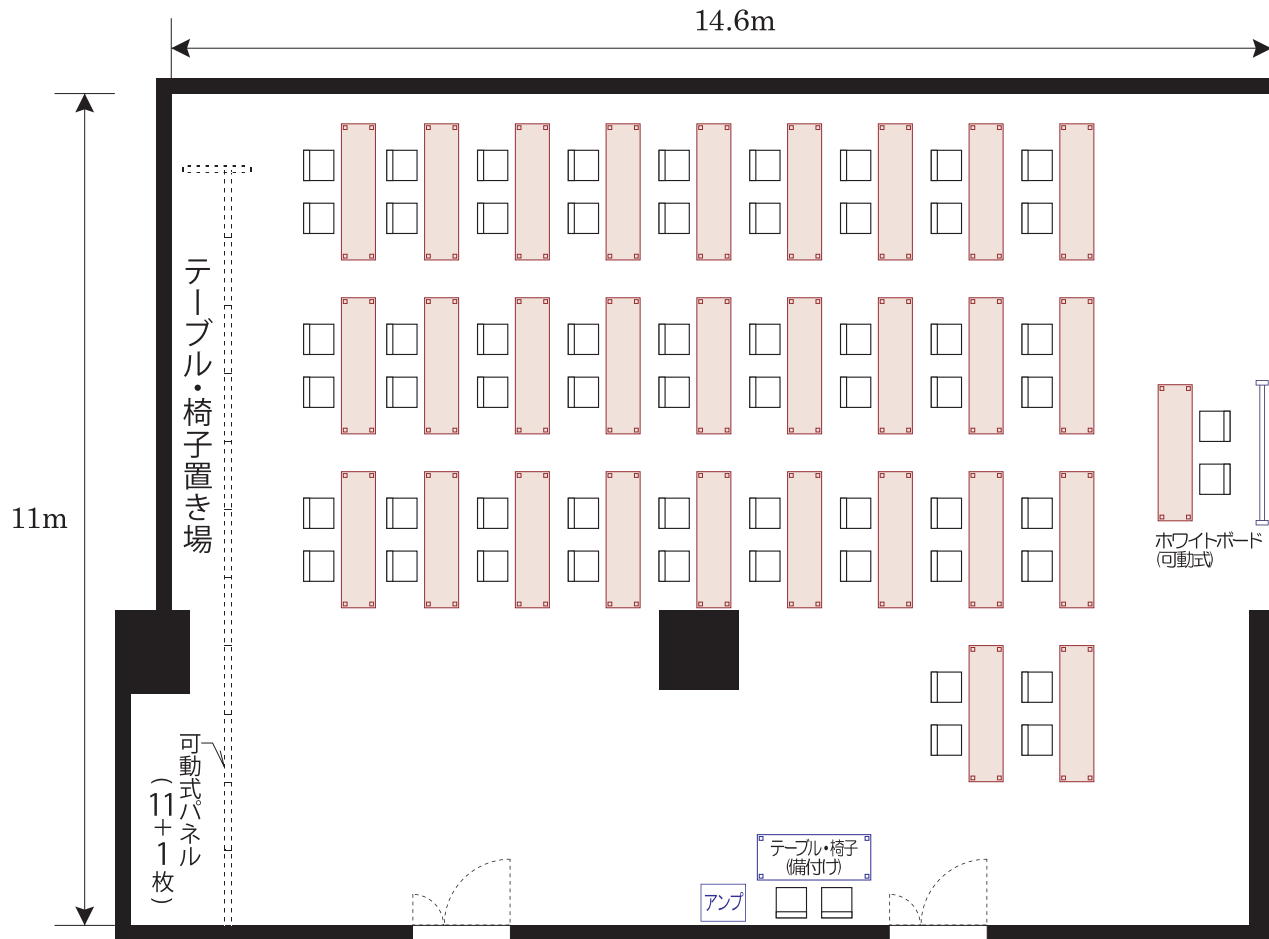 14.6m
11m
テーブル・椅子置き場
可動式パネル
(11＋1枚)
ホワイトボード
(可動式)
テーブル・椅子
(備付け)
アンプ